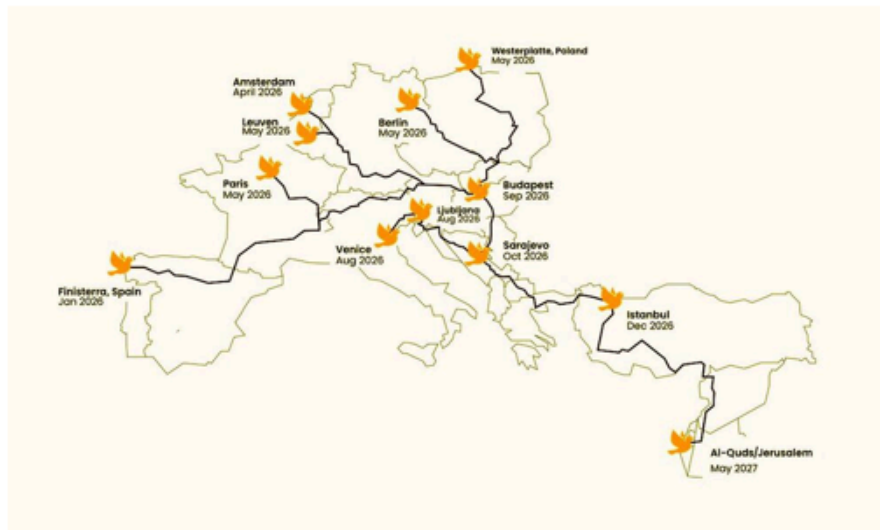 Westerplatte, Poland
May 2026
Amsterdam
April 2026
Leuven
May 2026
Berlin
May 2026
Paris
May 2026
Budapest
Sep 2026
Ljubljana
Aug 2026
Venice
Aug 2026
Sarajevo
Oct 2026
Finisterra, Spain
Jan 2026
Istanbul
Dec 2026
Al-Quds/Jerusalem
May 2027